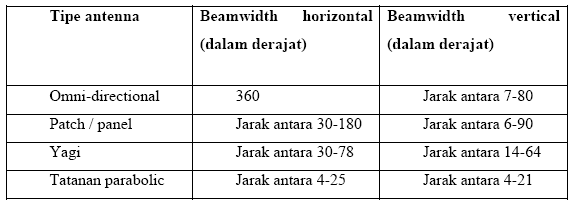 Tipe antenna
Beamwidth horizontal
(dalam derajat)
Beamwidth vertical
(dalam derajat)
Omni-directional 360 Jarak antara 7-80
Patch / panel Jarak antara 30-180 Jarak antara 6-90
Yagi Jarak antara 30-78 Jarak antara 14-64
Tatanan parabolic Jarak antara 4-25 Jarak antara 4-21